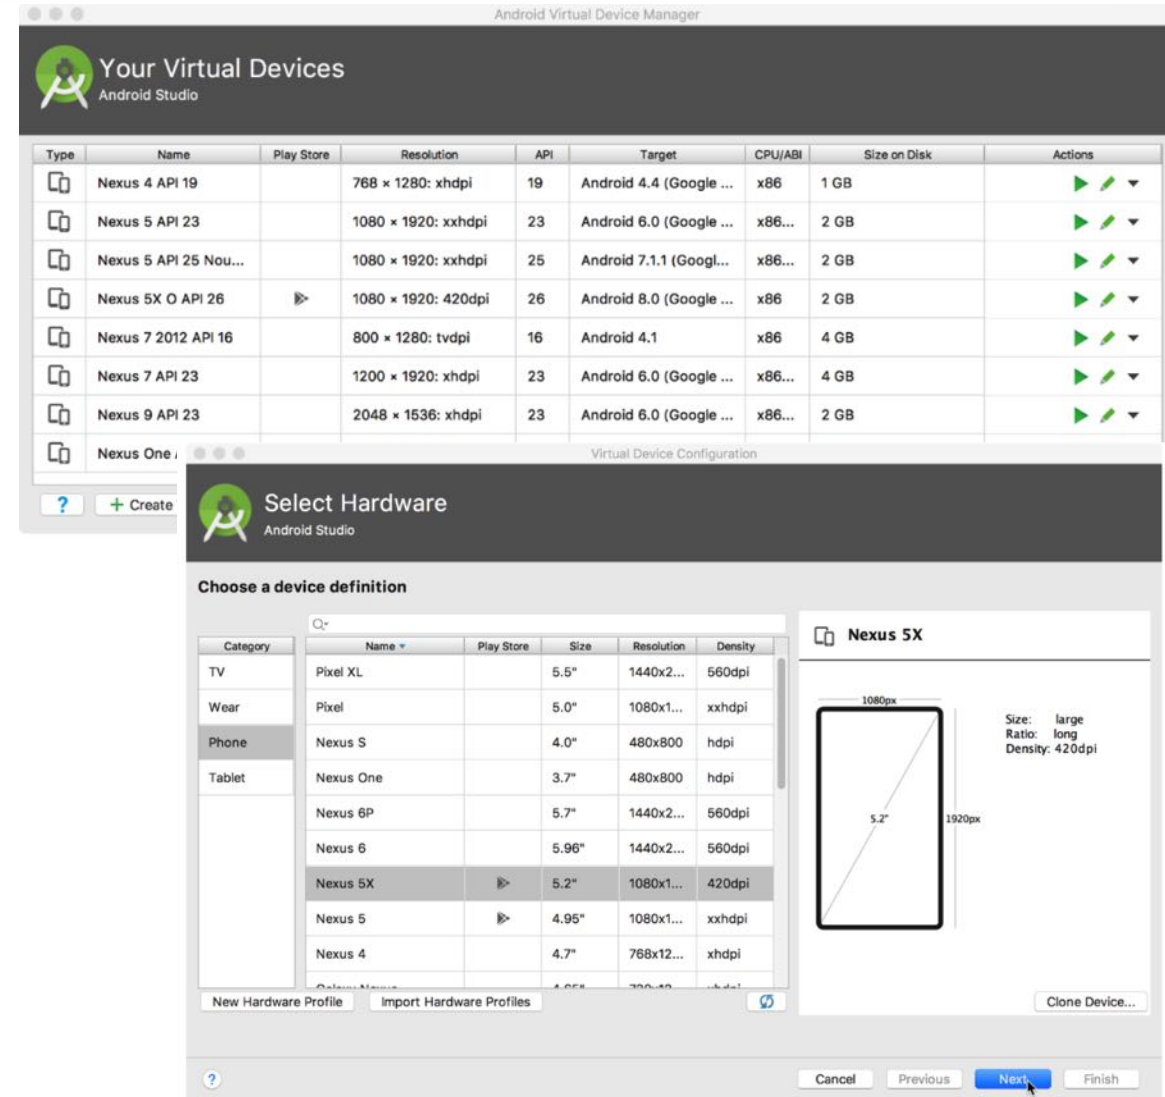 Android Virtual Device Manager
Your Virtual Devices
Android Studio
Type Name Play Store Resolution API Target CPU/ABI Size on Disk Actions
Nexus 4 API 19 768 × 1280: xhdpi 19 Android 4.4 (Google ... x86 1 GB
Nexus 5 API 23 1080 × 1920: xxhdpi 23 Android 6.0 (Google ... x86... 2 GB
Nexus 5 API 25 Nou... 1080 × 1920: xxhdpi 25 Android 7.1.1 (Googl... x86... 2 GB
Nexus 5X O API 26 1080 × 1920: 420dpi 26 Android 8.0 (Google ... x86 2 GB
Nexus 7 2012 API 16 800 × 1280: tvdpi 16 Android 4.1 x86 4 GB
Nexus 7 API 23 1200 × 1920: xhdpi 23 Android 6.0 (Google ... x86... 4 GB
Nexus 9 API 23 2048 × 1536: xhdpi 23 Android 6.0 (Google ... x86... 2 GB
Nexus One
? + Create
Virtual Device Configuration
Select Hardware
Android Studio
Choose a device definition
Category Name Play Store Size Resolution Density
TV Pixel XL 5.5" 1440x2... 560dpi
Wear Pixel 5.0" 1080x1... xxhdpi
Phone Nexus S 4.0" 480x800 hdpi
Tablet Nexus One 3.7" 480x800 hdpi
Nexus 6P 5.7" 1440x2... 560dpi
Nexus 6 5.96" 1440x2... 560dpi
Nexus 5X 5.2" 1080x1... 420dpi
Nexus 5 4.95" 1080x1... xxhdpi
Nexus 4 4.7" 768x12... xhdpi
Nexus 5X
1080px
Size: large
Ratio: long
Density: 420dpi
5.2" 1920px
New Hardware Profile Import Hardware Profiles Clone Device...
? Cancel Previous Next Finish